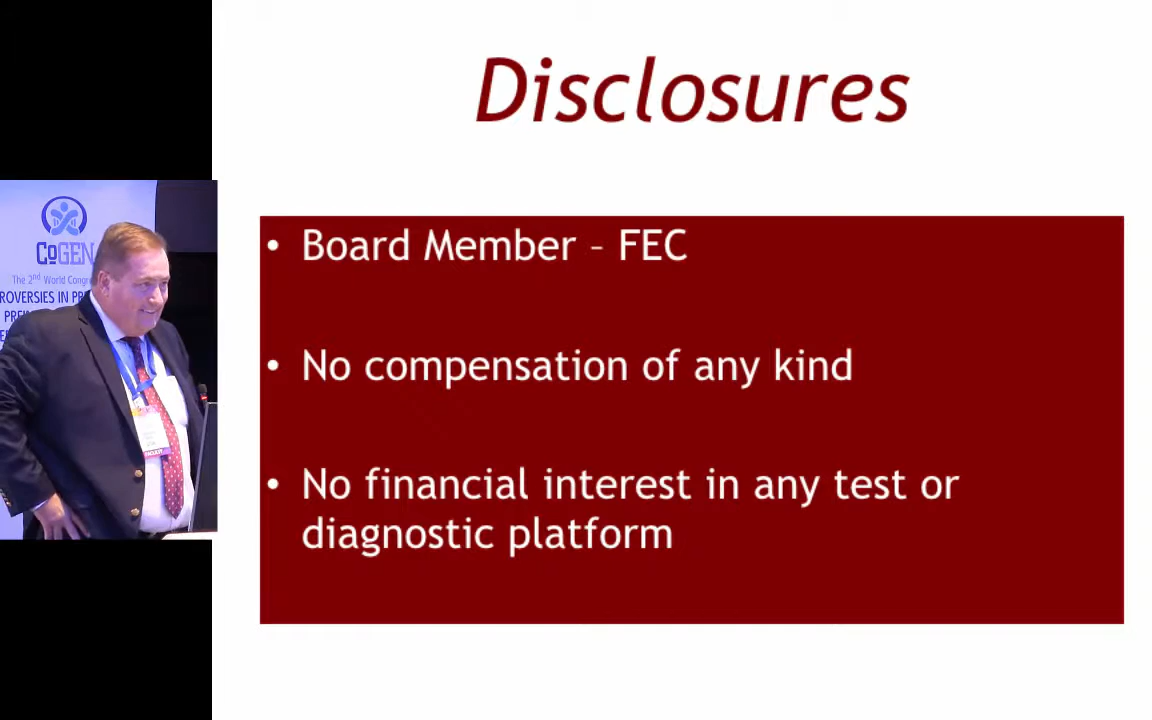 Disclosures
• Board Member – FEC
• No compensation of any kind
• No financial interest in any test or
diagnostic platform
CoGEN
The 2nd World Congr
ROVERSIES IN PR